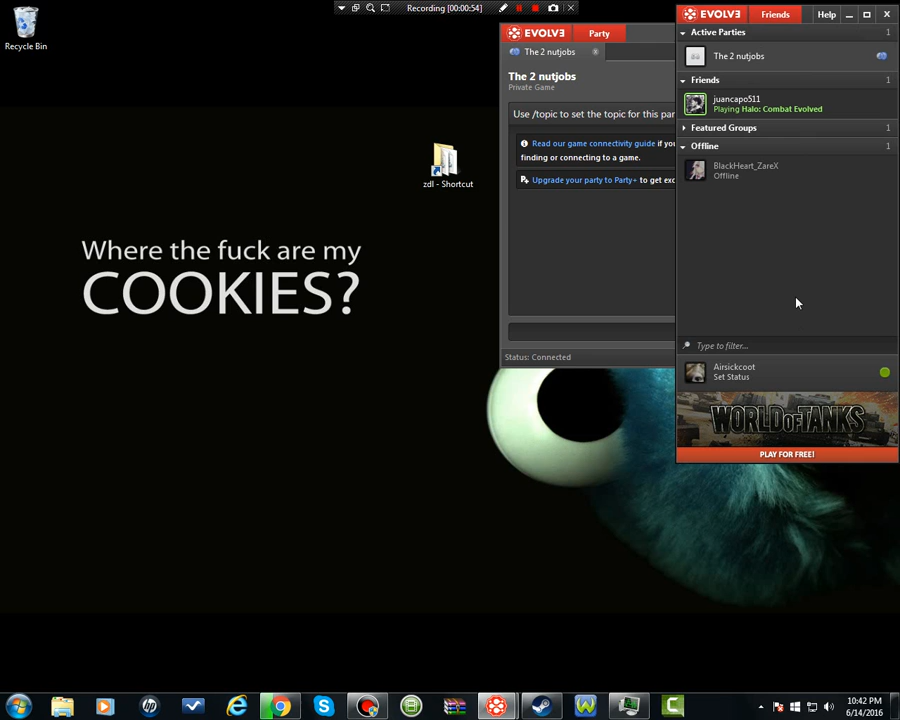 Recording [00:00:54]
Recycle Bin
zdl - Shortcut
Where the fuck are my
COOKIES?
EVOLV3
Party
The 2 nutjobs
The 2 nutjobs
Private Game
Use /topic to set the topic for this par
Read our game connectivity guide if you
finding or connecting to a game.
Upgrade your party to Party+ to get exc
Status: Connected
EVOLV3
Friends
Help
Active Parties 1
The 2 nutjobs
Friends 1
juancapo511
Playing Halo: Combat Evolved
Featured Groups 1
Offline 1
BlackHeart_ZareX
Offline
Type to filter...
Airsickcoot
Set Status
WORLD OF TANKS
PLAY FOR FREE!
10:42 PM
6/14/2016